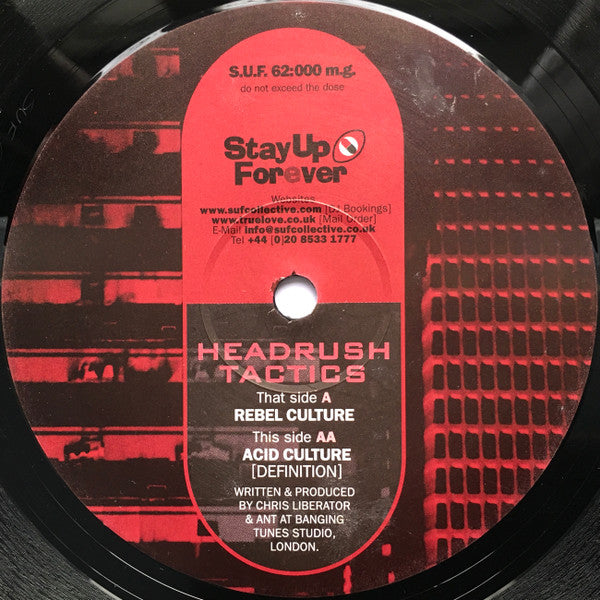 S.U.F. 62:000 m.g.
do not exceed the dose
Stay Up
Forever
Websites
www.sufcollective.com [DJ Bookings]
www.truelove.co.uk [Mail Order]
E-Mail info@sufcollective.co.uk
Tel +44 [0]20 8533 1777
HEADRUSH
TACTICS
That side A
REBEL CULTURE
This side AA
ACID CULTURE
[DEFINITION]
WRITTEN & PRODUCED
BY CHRIS LIBERATOR
& ANT AT BANGING
TUNES STUDIO,
LONDON.